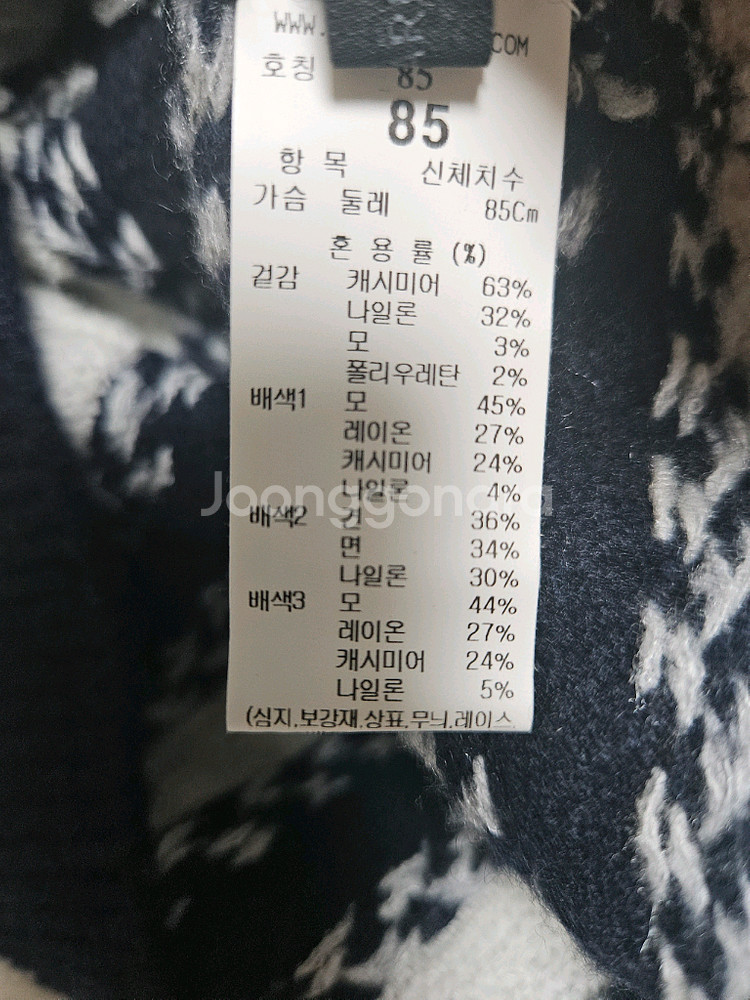 WWW.
COM
호칭 85
85
항 목 신체치수
가슴 둘레 85Cm
혼 용 률 (%)
겉감 캐시미어 63%
나일론 32%
모 3%
폴리우레탄 2%
배색1 모 45%
레이온 27%
캐시미어 24%
나일론 4%
Joonggonara
배색2 견 36%
면 34%
나일론 30%
배색3 모 44%
레이온 27%
캐시미어 24%
나일론 5%
(심지,보강재,상표,무늬,레이스